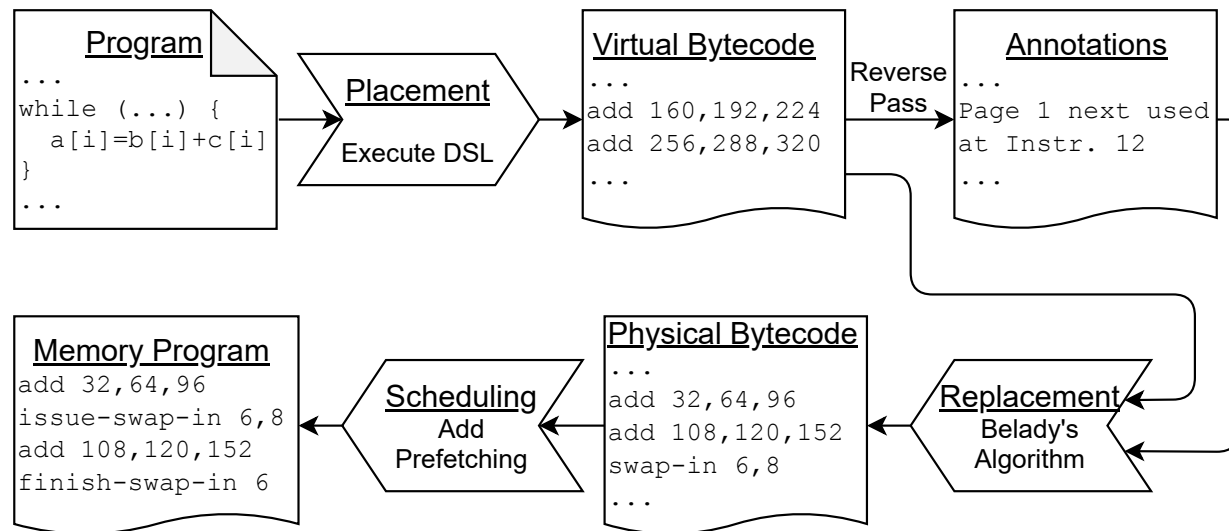 Program
...
while (...) {
  a[i]=b[i]+c[i]
}
...
Placement
Execute DSL
Virtual Bytecode
...
add 160,192,224
add 256,288,320
...
Reverse
Pass
Annotations
...
Page 1 next used
at Instr. 12
...
Memory Program
add 32,64,96
issue-swap-in 6,8
add 108,120,152
finish-swap-in 6
Scheduling
Add
Prefetching
Physical Bytecode
...
add 32,64,96
add 108,120,152
swap-in 6,8
...
Replacement
Belady's
Algorithm